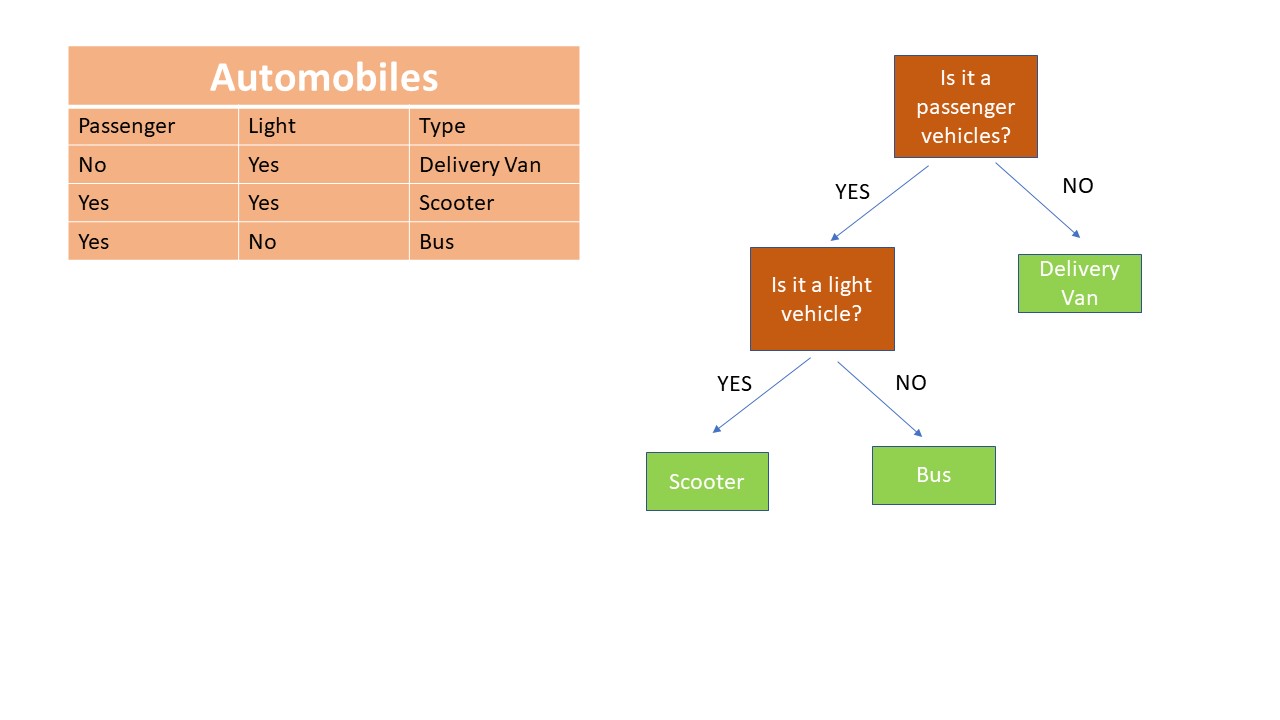 Automobiles
Passenger Light Type
No Yes Delivery Van
Yes Yes Scooter
Yes No Bus
Is it a
passenger
vehicles?
YES
NO
Is it a light
vehicle?
Delivery
Van
YES
NO
Scooter
Bus